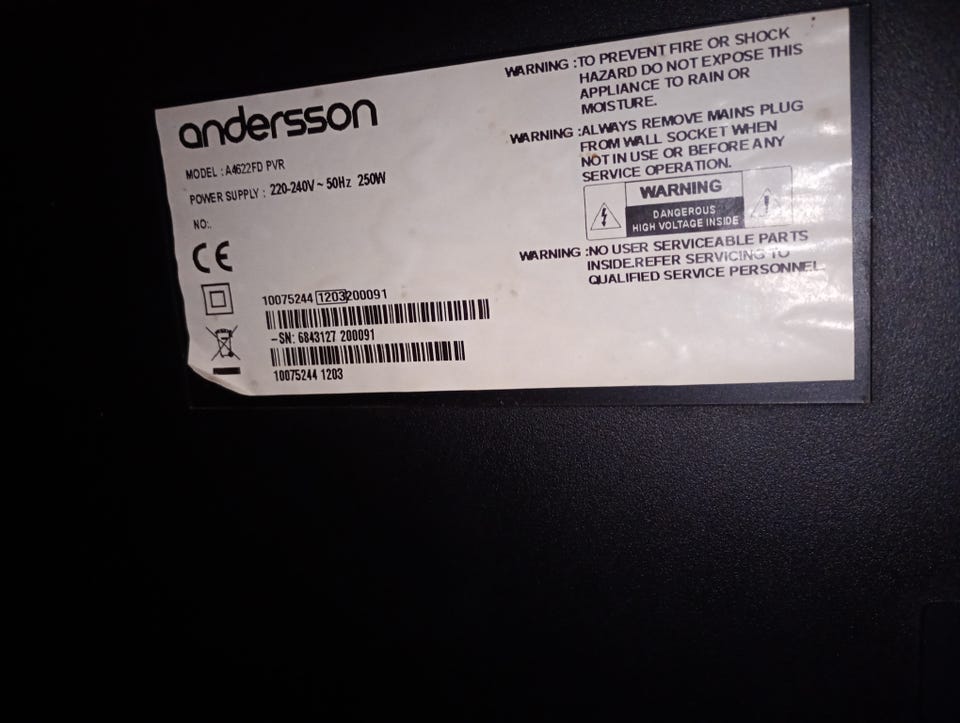 andersson
MODEL : A4622FD PVR
POWER SUPPLY : 220-240V ~ 50Hz 250W
NO:.
CE
10075244 1203 200091
-SN: 6843127 200091
10075244 1203
WARNING :TO PREVENT FIRE OR SHOCK
HAZARD DO NOT EXPOSE THIS
APPLIANCE TO RAIN OR
MOISTURE.
WARNING :ALWAYS REMOVE MAINS PLUG
FROM WALL SOCKET WHEN
NOT IN USE OR BEFORE ANY
SERVICE OPERATION.
WARNING
DANGEROUS
HIGH VOLTAGE INSIDE
WARNING :NO USER SERVICEABLE PARTS
INSIDE.REFER SERVICING TO
QUALIFIED SERVICE PERSONNEL.